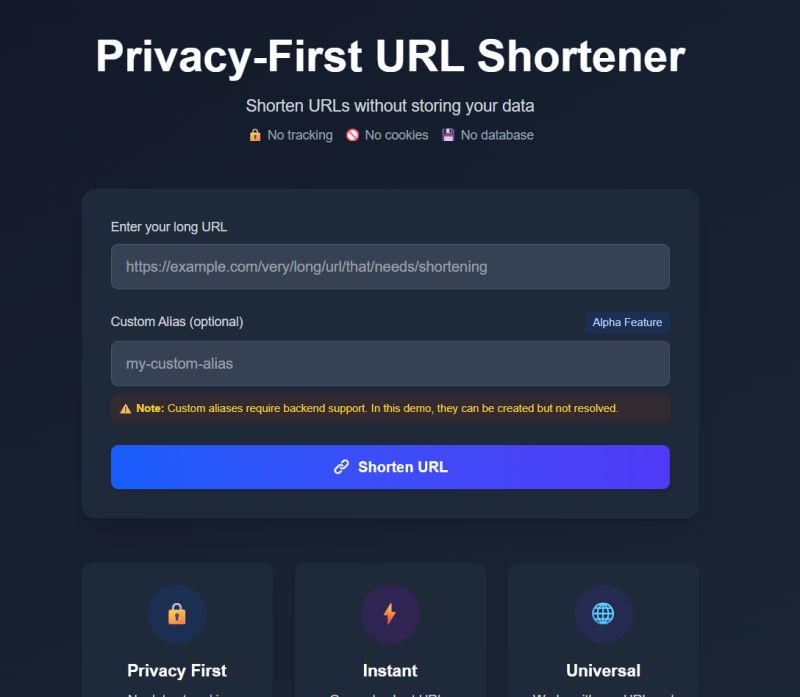 Privacy-First URL Shortener
Shorten URLs without storing your data
🔒 No tracking 🚫 No cookies 💾 No database
Enter your long URL
https://example.com/very/long/url/that/needs/shortening
Custom Alias (optional) Alpha Feature
my-custom-alias
⚠️ Note: Custom aliases require backend support. In this demo, they can be created but not resolved.
Shorten URL
Privacy First Instant Universal